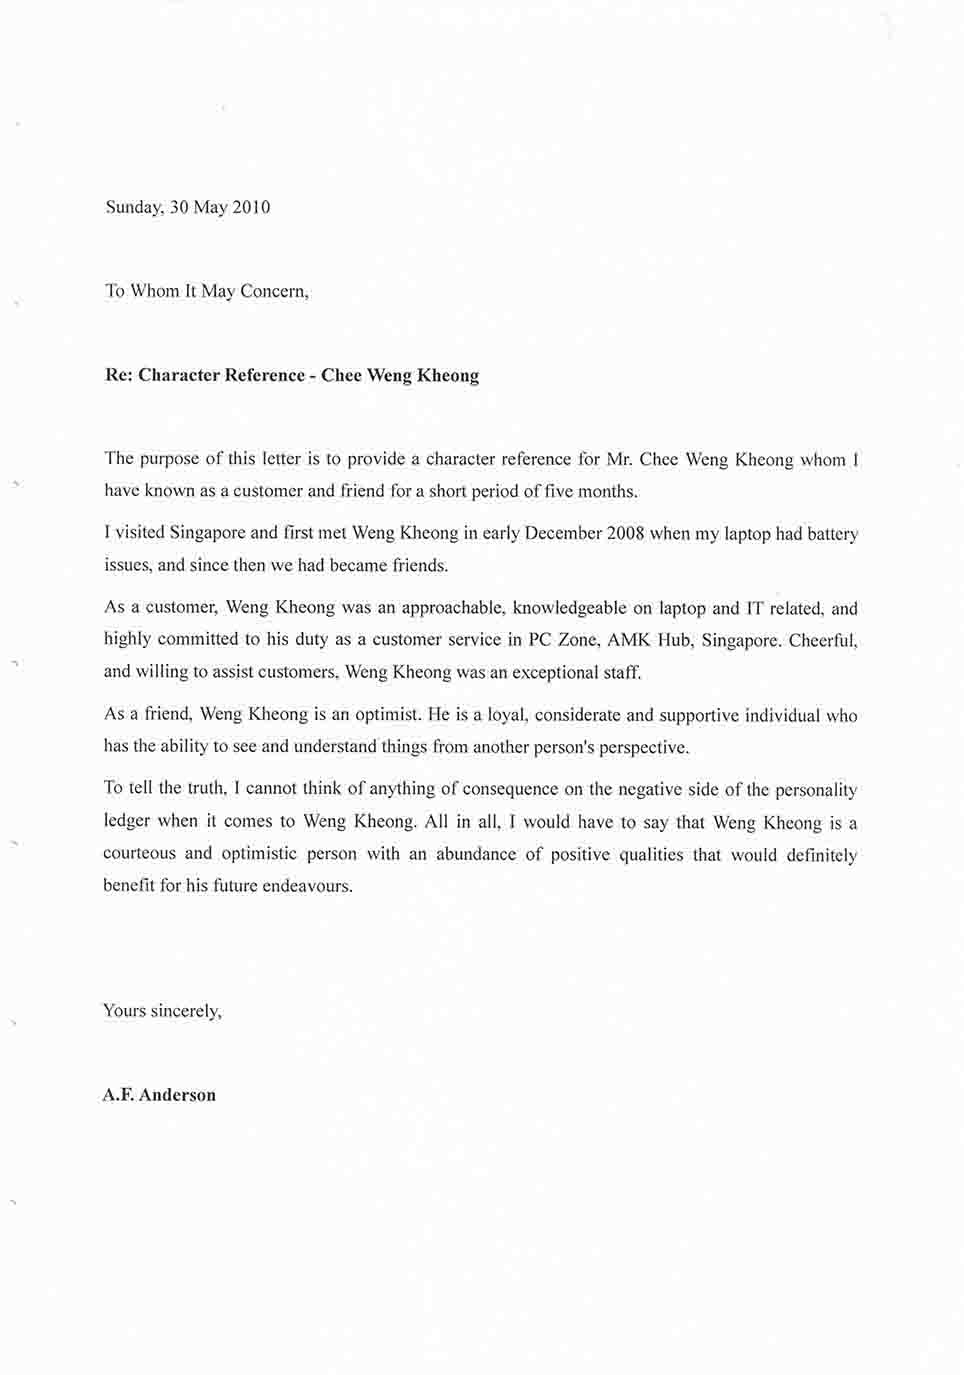 Sunday, 30 May 2010
To Whom It May Concern,
Re: Character Reference - Chee Weng Kheong
The purpose of this letter is to provide a character reference for Mr. Chee Weng Kheong whom I
have known as a customer and friend for a short period of five months.
I visited Singapore and first met Weng Kheong in early December 2008 when my laptop had battery
issues, and since then we had became friends.
As a customer, Weng Kheong was an approachable, knowledgeable on laptop and IT related, and
highly committed to his duty as a customer service in PC Zone, AMK Hub, Singapore. Cheerful,
and willing to assist customers, Weng Kheong was an exceptional staff.
As a friend, Weng Kheong is an optimist. He is a loyal, considerate and supportive individual who
has the ability to see and understand things from another person's perspective.
To tell the truth, I cannot think of anything of consequence on the negative side of the personality
ledger when it comes to Weng Kheong. All in all, I would have to say that Weng Kheong is a
courteous and optimistic person with an abundance of positive qualities that would definitely
benefit for his future endeavours.
Yours sincerely,
A.F. Anderson